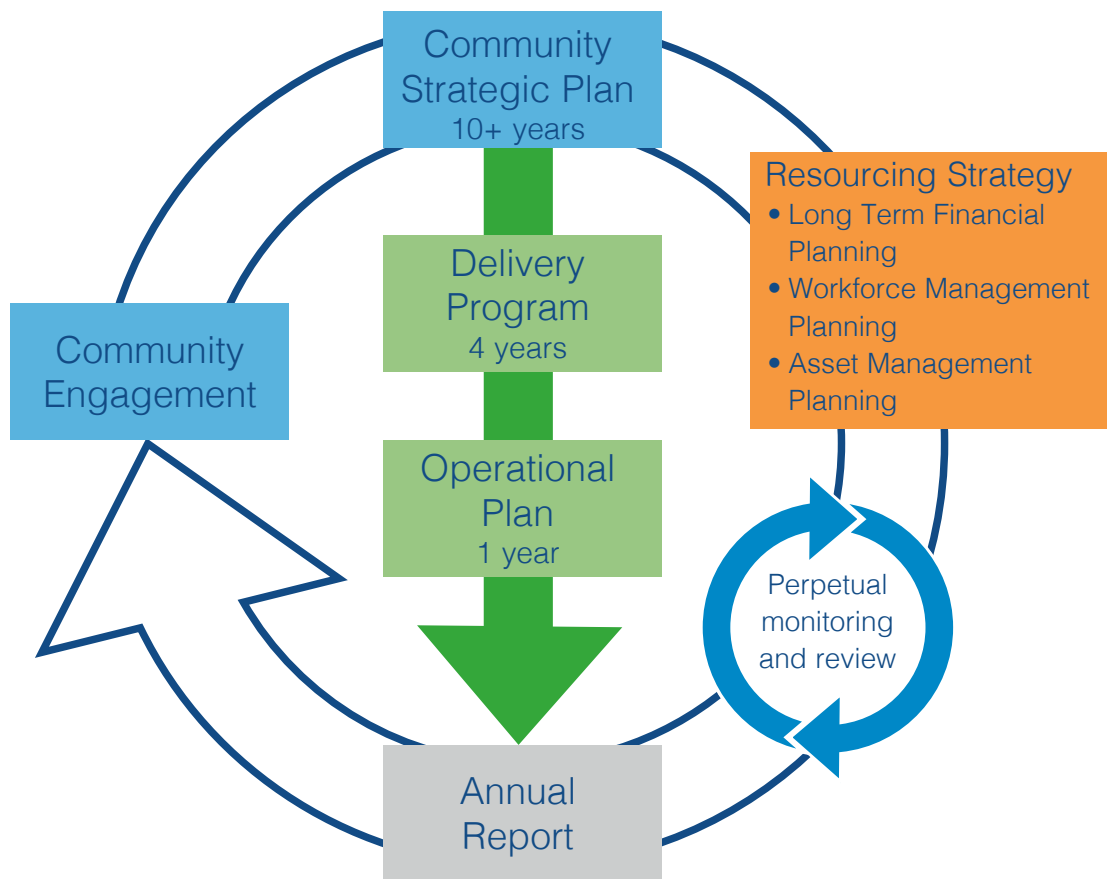 Community
Strategic Plan
10+ years
Resourcing Strategy
• Long Term Financial
Planning
• Workforce Management
Planning
• Asset Management
Planning
Delivery
Program
4 years
Community
Engagement
Operational
Plan
1 year
Perpetual
monitoring
and review
Annual
Report